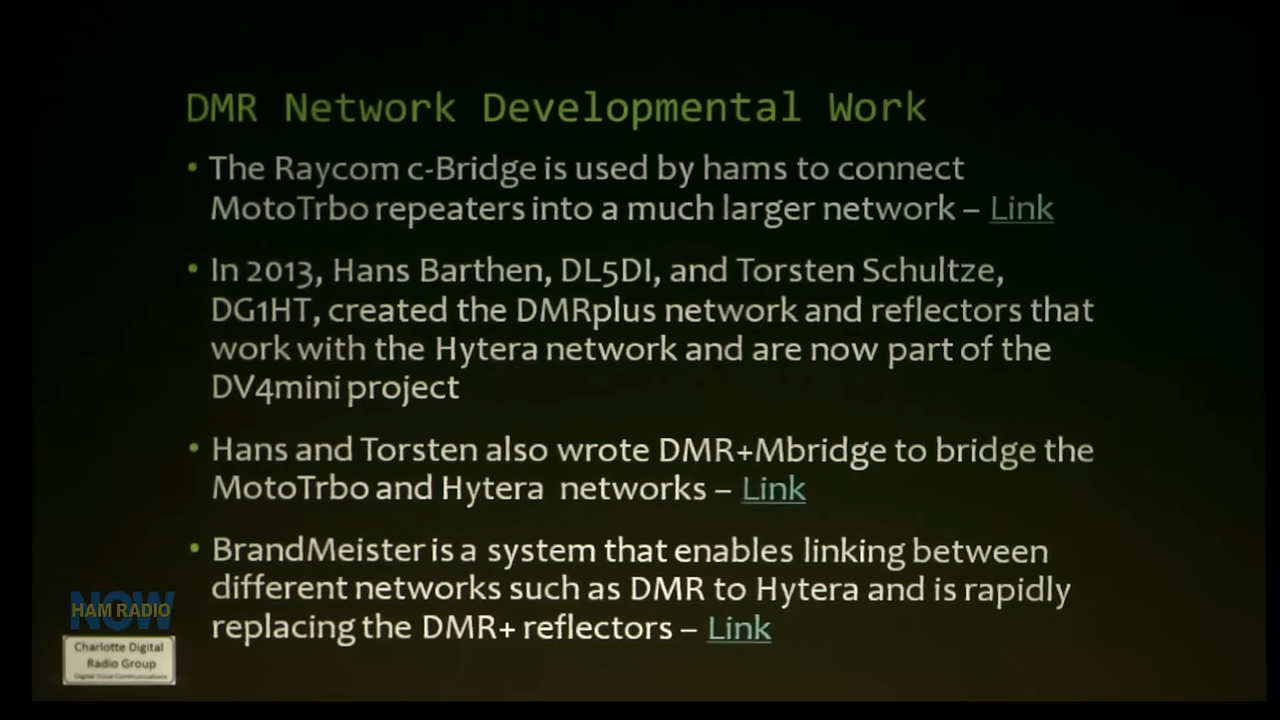 DMR Network Developmental Work
• The Raycom c-Bridge is used by hams to connect
MotoTrbo repeaters into a much larger network – Link
• In 2013, Hans Barthen, DL5DI, and Torsten Schultze,
DG1HT, created the DMRplus network and reflectors that
work with the Hytera network and are now part of the
DV4mini project
• Hans and Torsten also wrote DMR+Mbridge to bridge the
MotoTrbo and Hytera networks – Link
• BrandMeister is a system that enables linking between
different networks such as DMR to Hytera and is rapidly
replacing the DMR+ reflectors – Link
NOW
HAM RADIO
Charlotte Digital
Radio Group
Digital Voice Communications